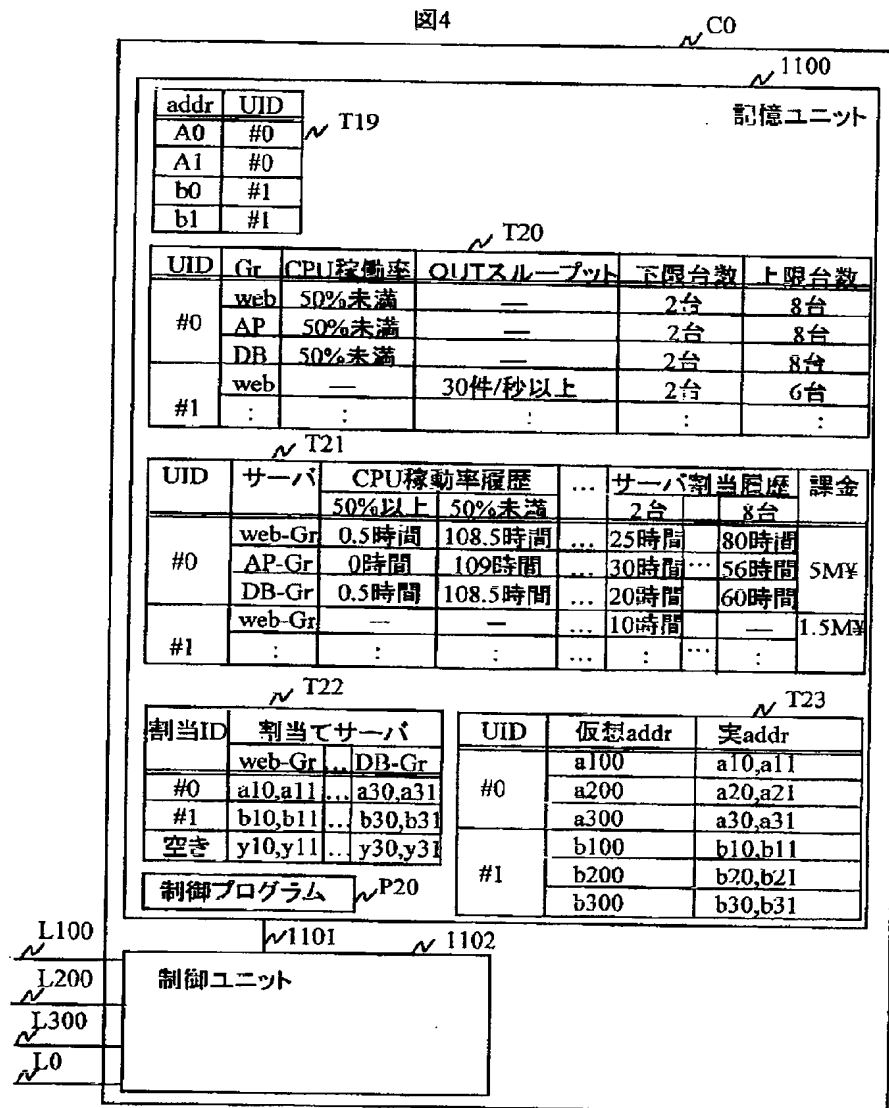 図4
C0
1100
記憶ユニット
addr UID
A0 #0
A1 #0
b0 #1
b1 #1
T19
T20
UID Gr CPU稼働率 OUTスループット 下限台数 上限台数
#0 web 50%未満 — 2台 8台
AP 50%未満 — 2台 8台
DB 50%未満 — 2台 8台
#1 web — 30件/秒以上 2台 6台
: : : : :
T21
UID サーバ CPU稼動率履歴 … サーバ割当履歴 課金
50%以上 50%未満 2台 8台
#0 web-Gr 0.5時間 108.5時間 … 25時間 80時間 5M¥
AP-Gr 0時間 109時間 … 30時間 … 56時間
DB-Gr 0.5時間 108.5時間 … 20時間 60時間
#1 web-Gr — — … 10時間 — 1.5M¥
: : : … : … :
T22
割当ID 割当てサーバ
web-Gr … DB-Gr
#0 a10,a11 … a30,a31
#1 b10,b11 … b30,b31
空き y10,y11 … y30,y31
T23
UID 仮想addr 実addr
#0 a100 a10,a11
a200 a20,a21
a300 a30,a31
#1 b100 b10,b11
b200 b20,b21
b300 b30,b31
制御プログラム P20
1101
1102
制御ユニット
L100
L200
L300
L0